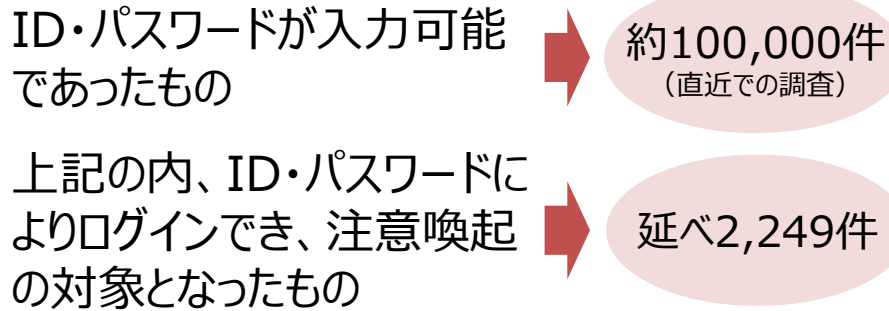 ID・パスワードが入力可能
であったもの
約100,000件
（直近での調査）
上記の内、ID・パスワードに
よりログインでき、注意喚起
の対象となったもの
延べ2,249件